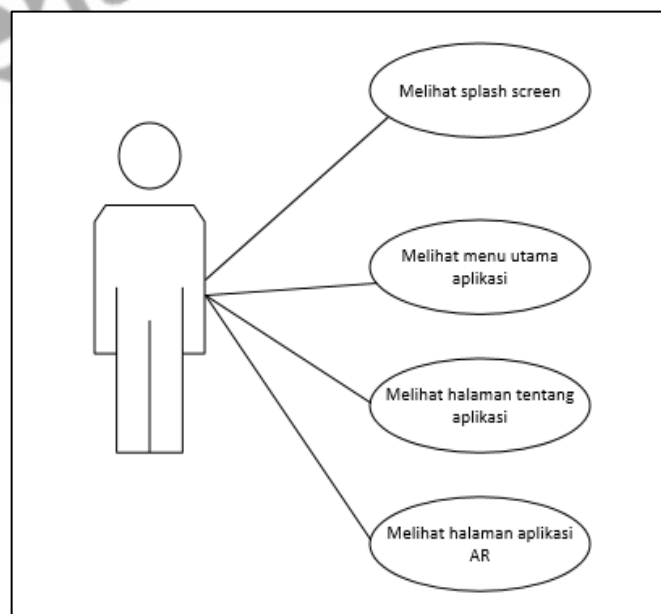 Melihat splash screen
Melihat menu utama
aplikasi
Melihat halaman tentang
aplikasi
Melihat halaman aplikasi
AR